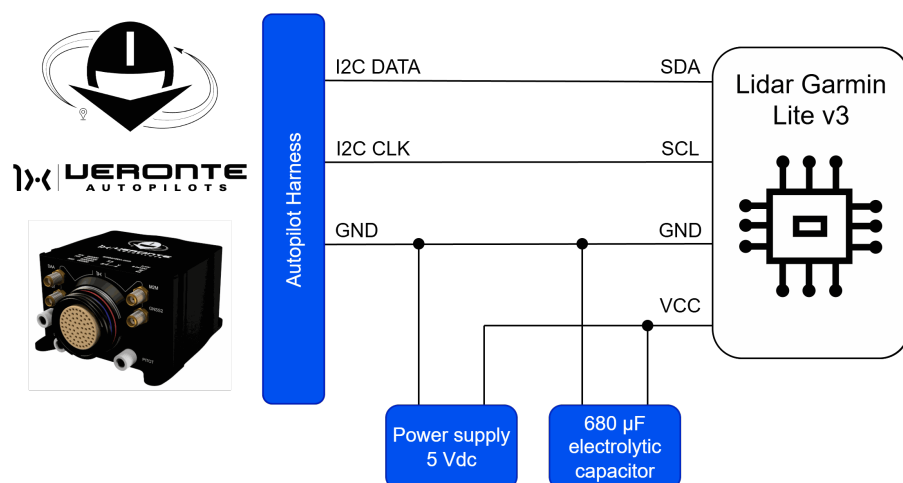 VERONTE
AUTOPILOTS
PITOT
Autopilot Harness
I2C DATA
I2C CLK
GND
SDA
SCL
GND
VCC
Lidar Garmin
Lite v3
Power supply
5 Vdc
680 µF
electrolytic
capacitor